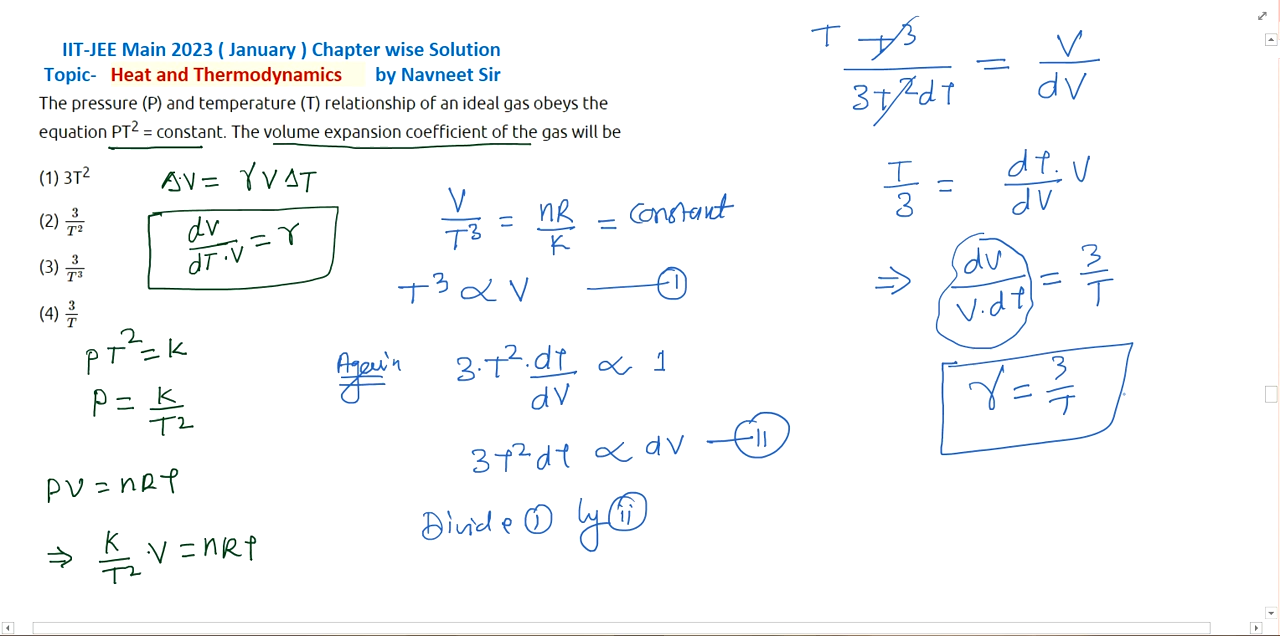 IIT-JEE Main 2023 ( January ) Chapter wise Solution
Topic- Heat and Thermodynamics by Navneet Sir
The pressure (P) and temperature (T) relationship of an ideal gas obeys the
equation PT² = constant. The volume expansion coefficient of the gas will be
(1) 3T²
(2) 3/T²
(3) 3/T³
(4) 3/T
ΔV = γVΔT
dV/dT·V = γ
PT² = K
P = K/T²
PV = nRT
⇒ K/T² ·V = nRT
V/T³ = nR/K = Constant
T³ ∝ V —— I
Again 3·T²·dT/dV ∝ 1
3T²dT ∝ dV — II
Divide i by ii
T T³/3T²dT = V/dV
T/3 = dT·V/dV
⇒ dV/V·dT = 3/T
γ = 3/T